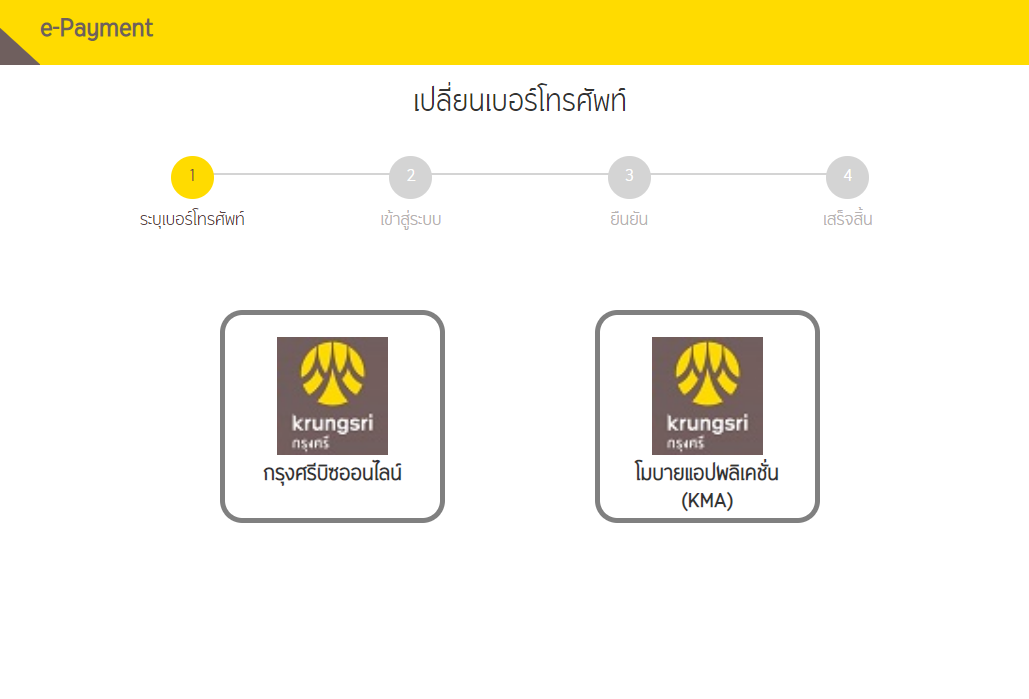 e-Payment
เปลี่ยนเบอร์โทรศัพท์
1
2
3
4
ระบุเบอร์โทรศัพท์
เข้าสู่ระบบ
ยืนยัน
เสร็จสิ้น
krungsri
กรุงศรี
กรุงศรีบิซออนไลน์
krungsri
กรุงศรี
โมบายแอปพลิเคชั่น
(KMA)